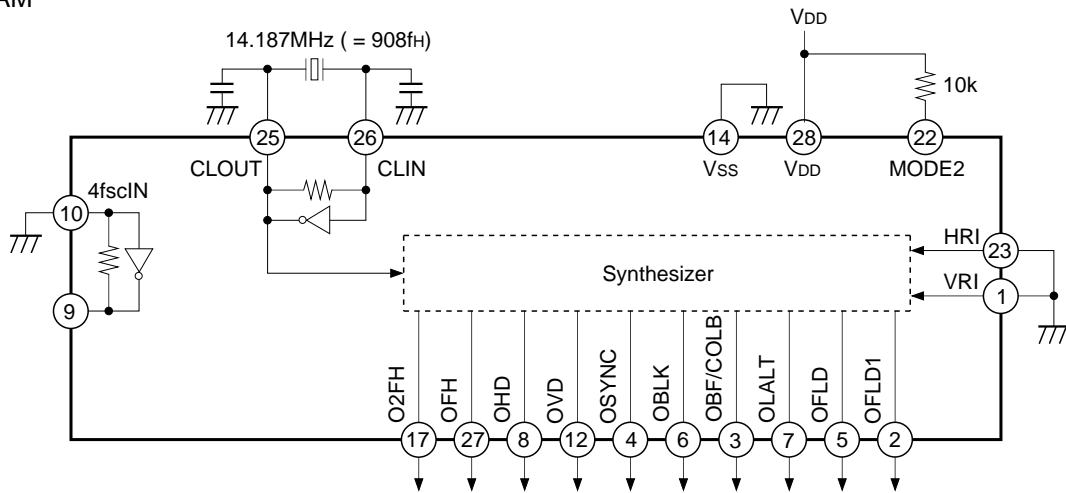 AM
VDD
14.187MHz ( = 908fH)
10k
25
26
14
28
22
CLOUT
CLIN
VSS
VDD
MODE2
4fscIN
10
HRI
23
Synthesizer
VRI
1
9
O2FH
OFH
OHD
OVD
OSYNC
OBLK
OBF/COLB
OLALT
OFLD
OFLD1
17
27
8
12
4
6
3
7
5
2